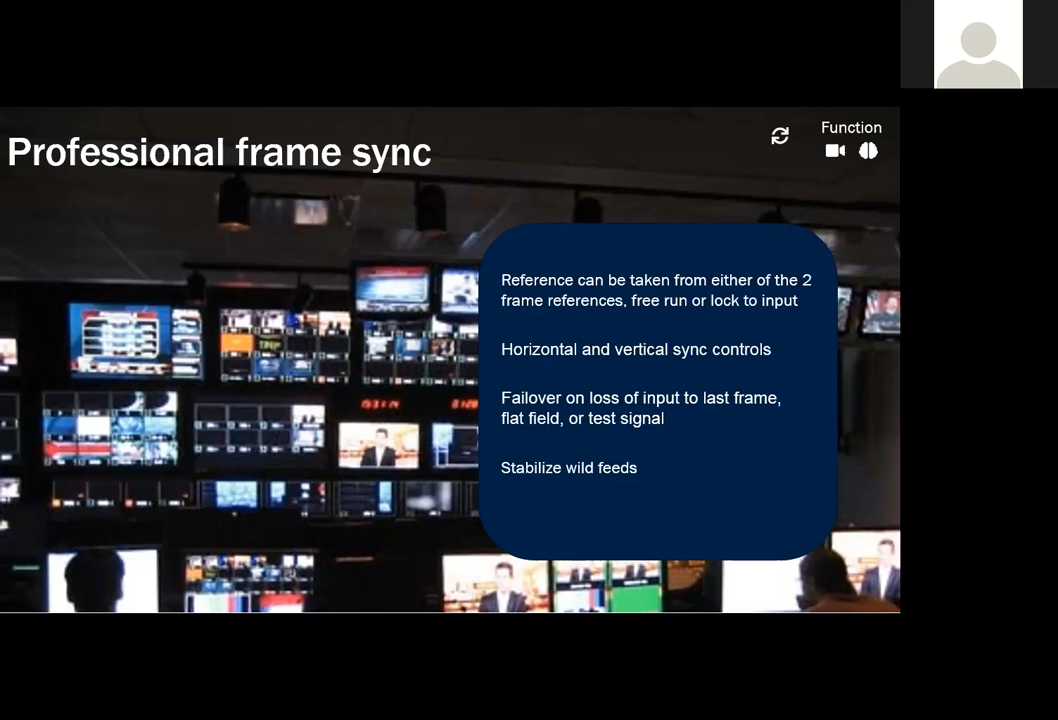 Professional frame sync
Function
Reference can be taken from either of the 2
frame references, free run or lock to input
Horizontal and vertical sync controls
Failover on loss of input to last frame,
flat field, or test signal
Stabilize wild feeds